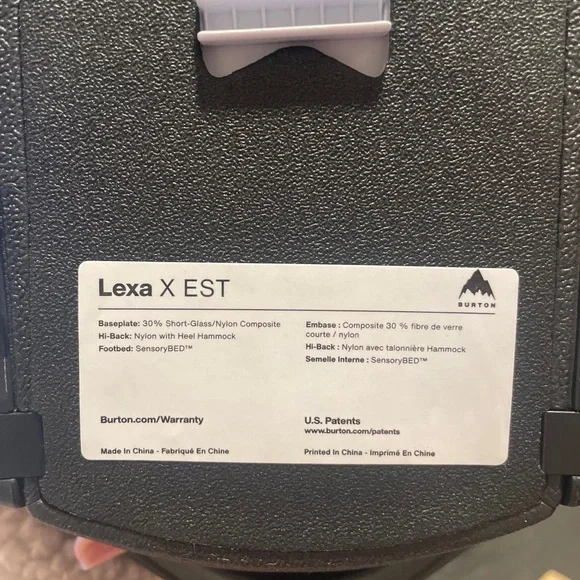 Lexa X EST
BURTON
Baseplate: 30% Short-Glass/Nylon Composite
Hi-Back: Nylon with Heel Hammock
Footbed: SensoryBED™
Embase : Composite 30 % fibre de verre
courte / nylon
Hi-Back : Nylon avec talonnière Hammock
Semelle Interne : SensoryBED™
Burton.com/Warranty
U.S. Patents
www.burton.com/patents
Made In China - Fabriqué En Chine
Printed In China - Imprimé En Chine